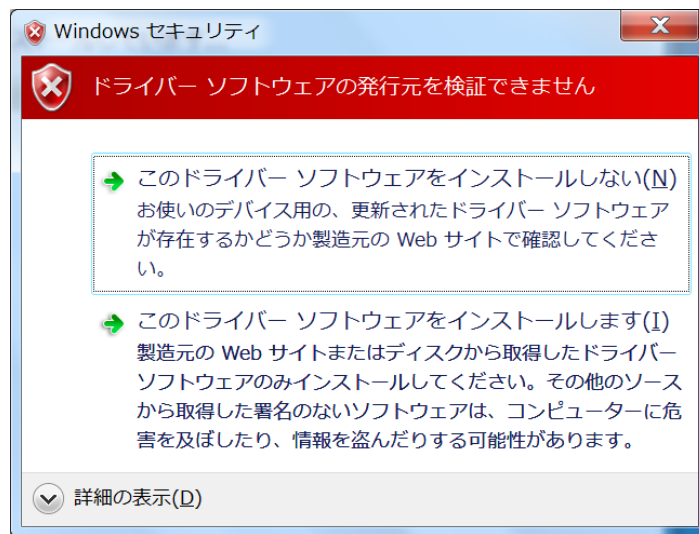 Windows セキュリティ
ドライバー ソフトウェアの発行元を検証できません
このドライバー ソフトウェアをインストールしない(N)
お使いのデバイス用の、更新されたドライバー ソフトウェア
が存在するかどうか製造元の Web サイトで確認してくださ
い。
このドライバー ソフトウェアをインストールします(I)
製造元の Web サイトまたはディスクから取得したドライバー
ソフトウェアのみインストールしてください。その他のソース
から取得した署名のないソフトウェアは、コンピューターに危
害を及ぼしたり、情報を盗んだりする可能性があります。
詳細の表示(D)